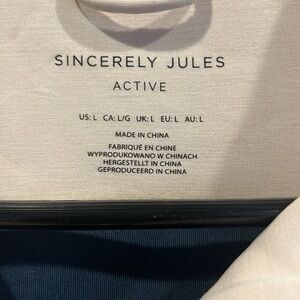 SINCERELY JULES
ACTIVE
US: L CA: L/G UK: L EU: L AU: L
MADE IN CHINA
FABRIQUÉ EN CHINE
WYPRODUKOWANO W CHINACH
HERGESTELLT IN CHINA
GEPRODUCEERD IN CHINA